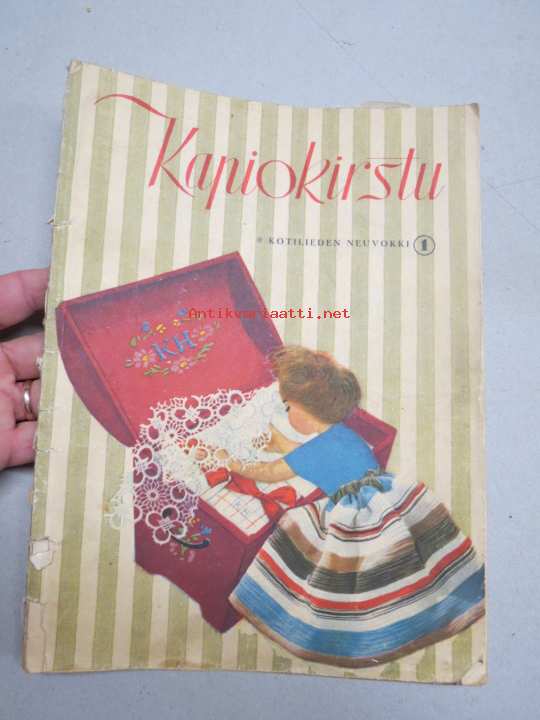 Kapiokirstu
* KOTILIEDEN NEUVOKKI 1
Antikvariaatti.net
KH